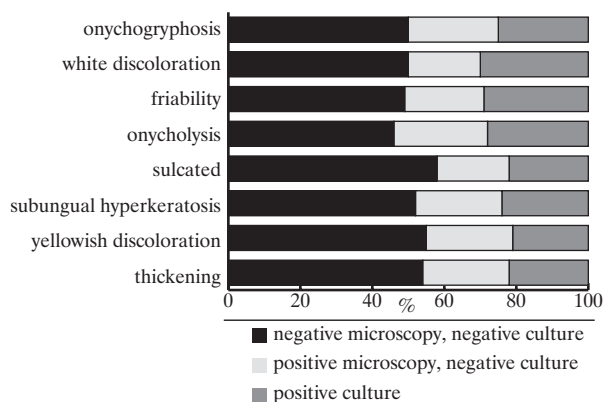 onychogryphosis
white discoloration
friability
onycholysis
sulcated
subungual hyperkeratosis
yellowish discoloration
thickening
0 20 40 % 60 80 100
negative microscopy, negative culture
positive microscopy, negative culture
positive culture